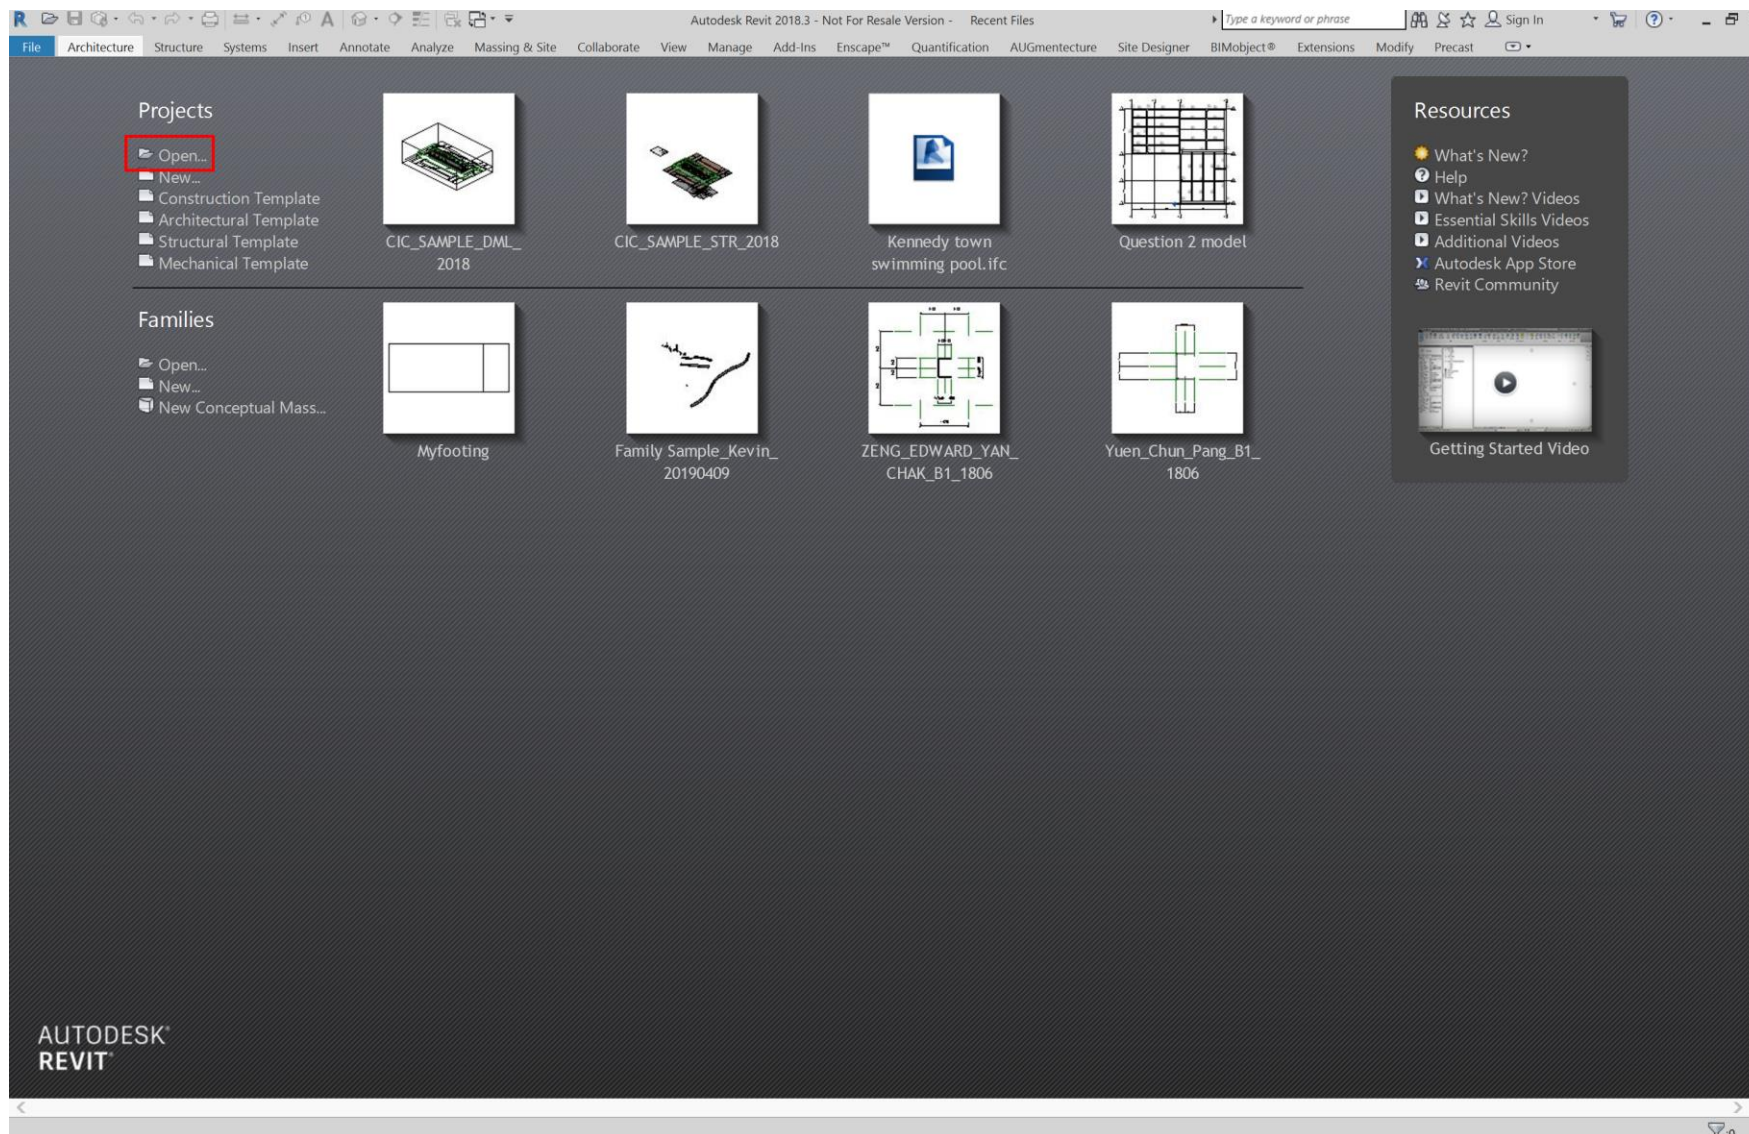 Autodesk Revit 2018.3 - Not For Resale Version - Recent Files
Type a keyword or phrase
Sign In
File Architecture Structure Systems Insert Annotate Analyze Massing & Site Collaborate View Manage Add-Ins Enscape™ Quantification AUGmentecture Site Designer BIMobject® Extensions Modify Precast
Projects
Open...
New...
Construction Template
Architectural Template
Structural Template
Mechanical Template
CIC_SAMPLE_DML_
2018
CIC_SAMPLE_STR_2018
Kennedy town
swimming pool.ifc
Question 2 model
Families
Open...
New...
New Conceptual Mass...
Myfooting
Family Sample_Kevin_
20190409
ZENG_EDWARD_YAN_
CHAK_B1_1806
Yuen_Chun_Pang_B1_
1806
Resources
What's New?
Help
What's New? Videos
Essential Skills Videos
Additional Videos
Autodesk App Store
Revit Community
Getting Started Video
AUTODESK®
REVIT®